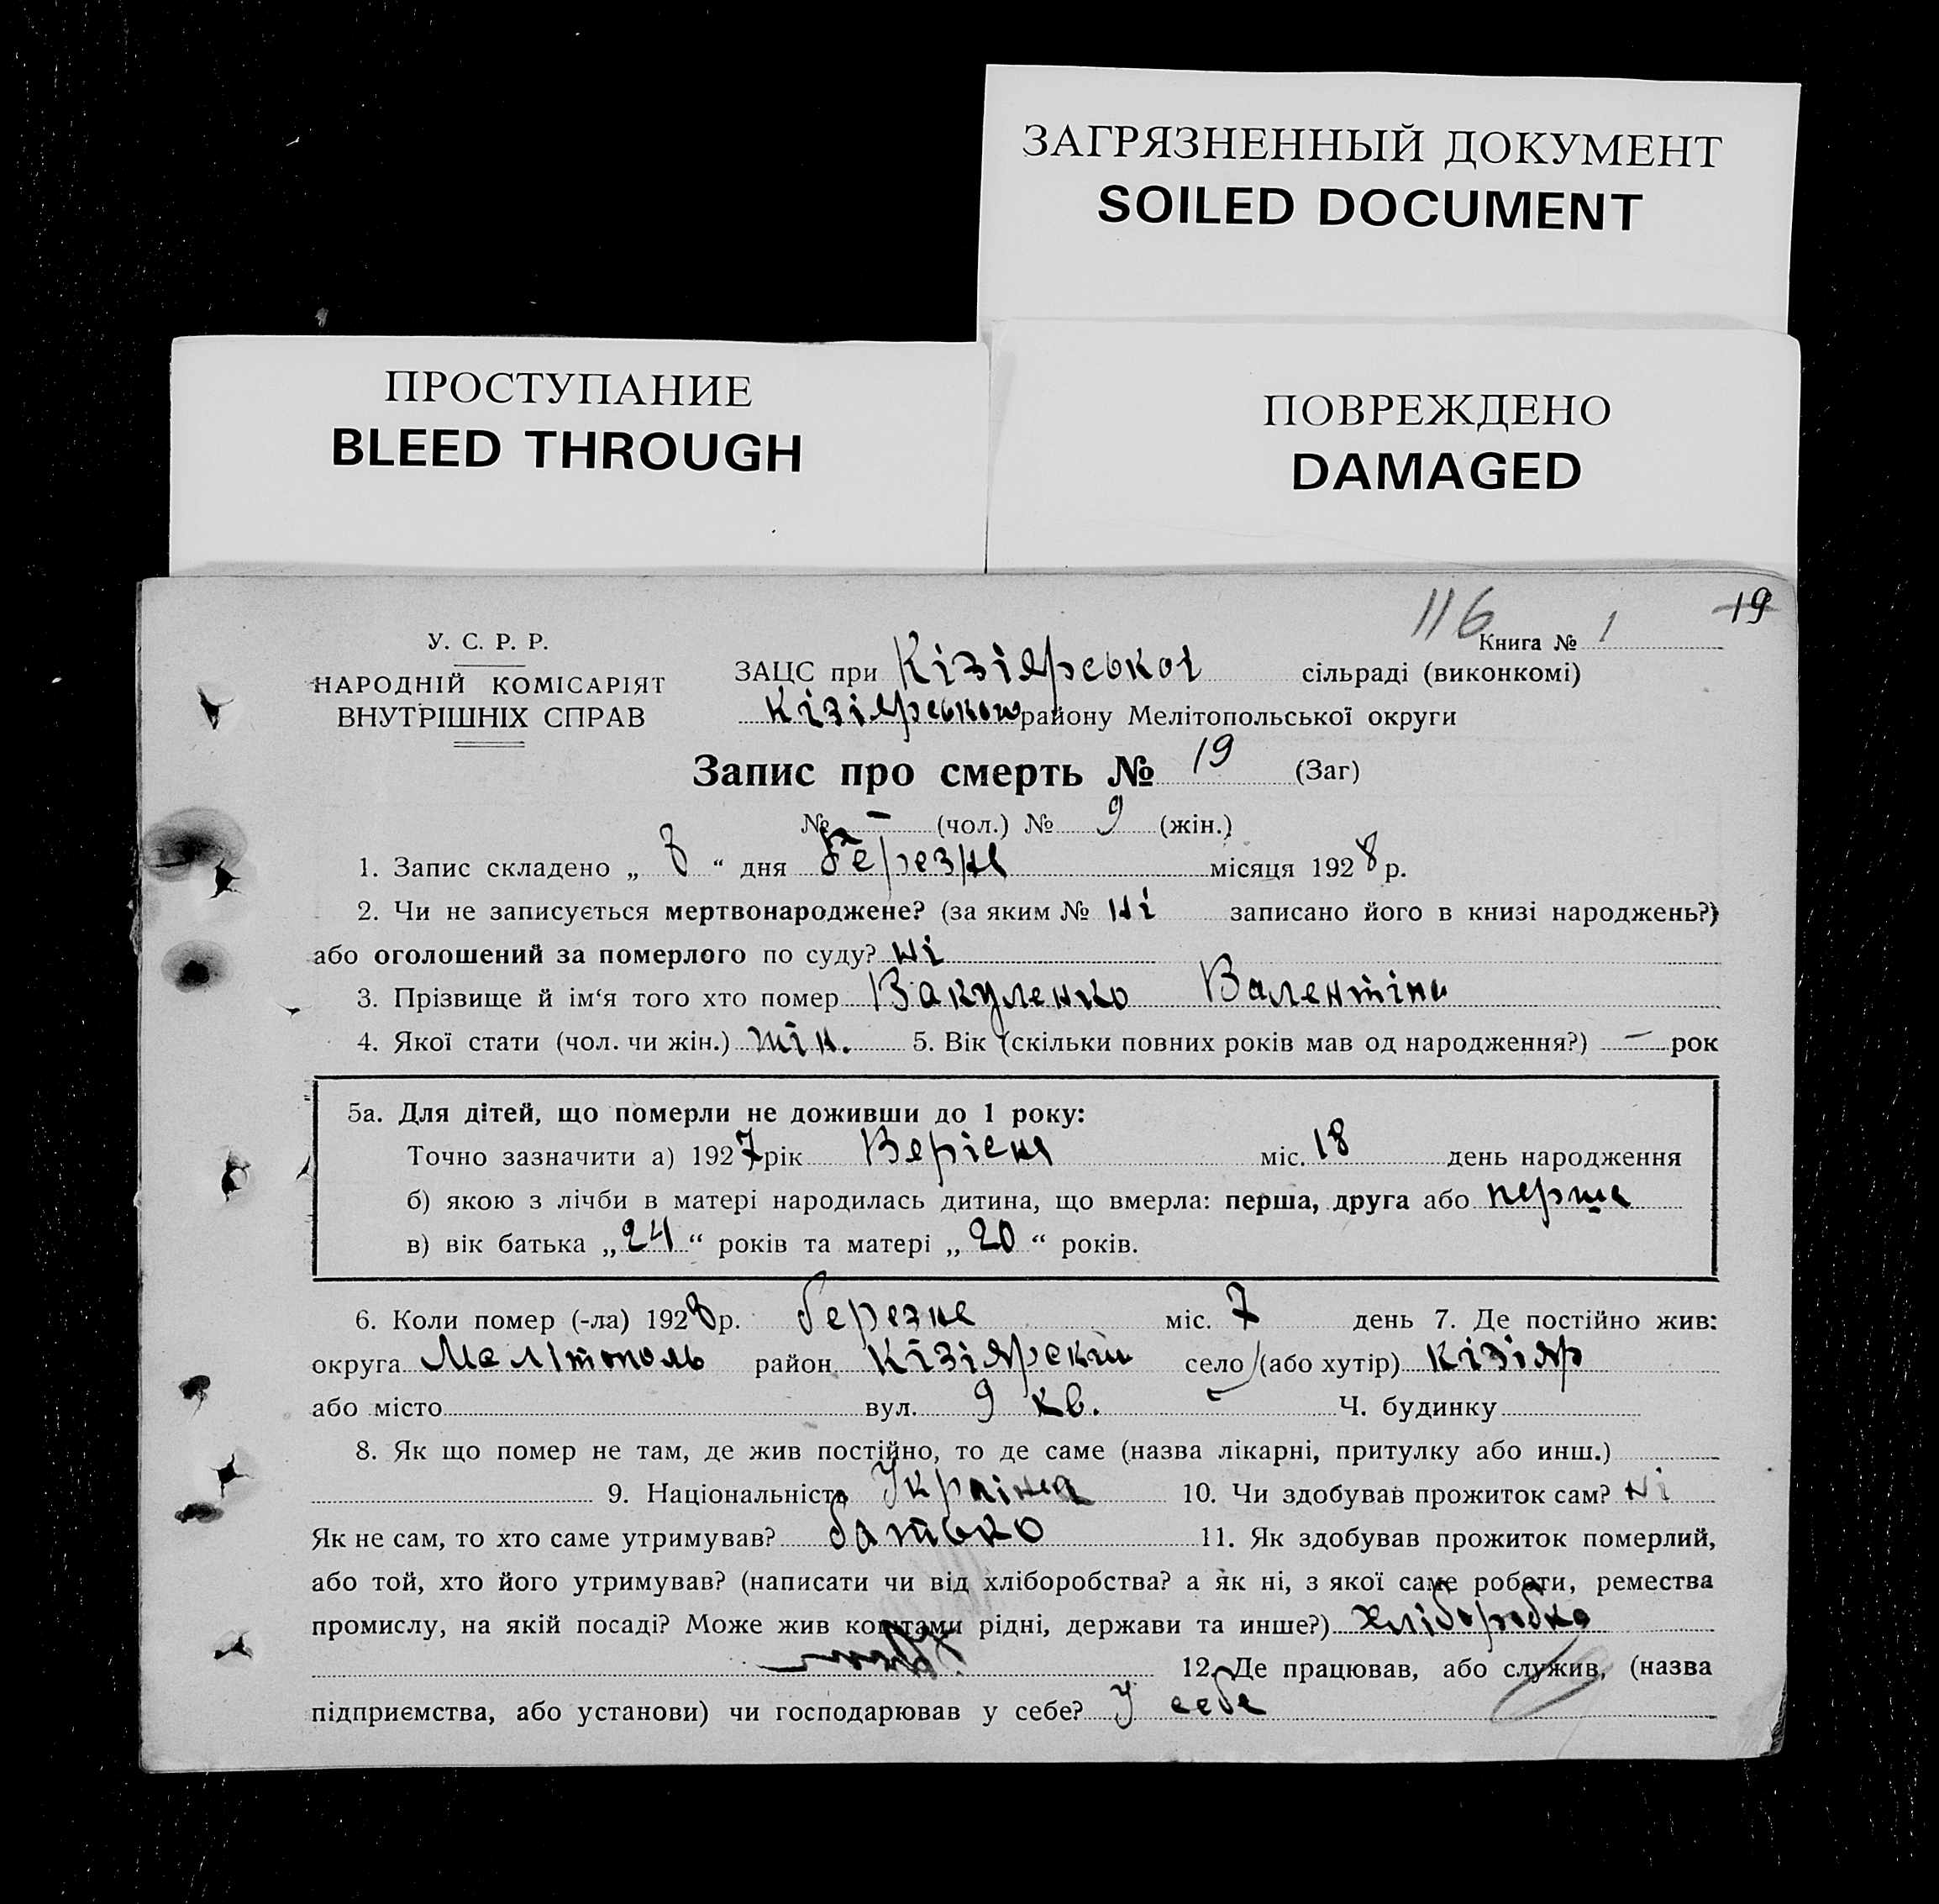 ЗАГРЯЗНЕННЫЙ ДОКУМЕНТ
SOILED DOCUMENT
ПРОСТУПАНИЕ
BLEED THROUGH
ПОВРЕЖДЕНО
DAMAGED
116 19
Книга № 1
У. С. Р. Р.
НАРОДНІЙ КОМІСАРІЯТ
ВНУТРІШНІХ СПРАВ
ЗАЦС при Кізіярської сільраді (виконкомі)
Кізіярського району Мелітопольської округи
Запис про смерть № 19 (Заг)
№ – (чол.) № 9 (жін.)
1. Запис складено „ 8 “ дня Березня місяця 1928 р.
2. Чи не записується мертвонароджене? (за яким № ні записано його в книзі народжень?)
або оголошений за померлого по суду? ні
3. Прізвище й ім‘я того хто помер Вакуленко Валентіни
4. Якої стати (чол. чи жін.) жін. 5. Вік (скільки повних років мав од народження?) – рок
5а. Для дітей, що померли не доживши до 1 року:
Точно зазначити а) 1927 рік Верісня міс. 18 день народження
б) якою з лічби в матері народилась дитина, що вмерла: перша, друга або перша
в) вік батька „ 24 “ років та матері „ 20 “ років.
6. Коли помер (-ла) 1928 р. березня міс. 7 день 7. Де постійно жив:
округа Мелітополь район Кізіярский село (або хутір) Кізіяр
або місто вул. 9 кв. Ч. будинку
8. Як що помер не там, де жив постійно, то де саме (назва лікарні, притулку або инш.)
9. Національність Українка 10. Чи здобував прожиток сам? ні
Як не сам, то хто саме утримував? батько 11. Як здобував прожиток померлий,
або той, хто його утримував? (написати чи від хліборобства? а як ні, з якої саме роботи, ремества
промислу, на якій посаді? Може жив коштами рідні, держави та инше?) хліборобка
12. Де працював, або служив, (назва
підприємства, або установи) чи господарював у себе? У себе